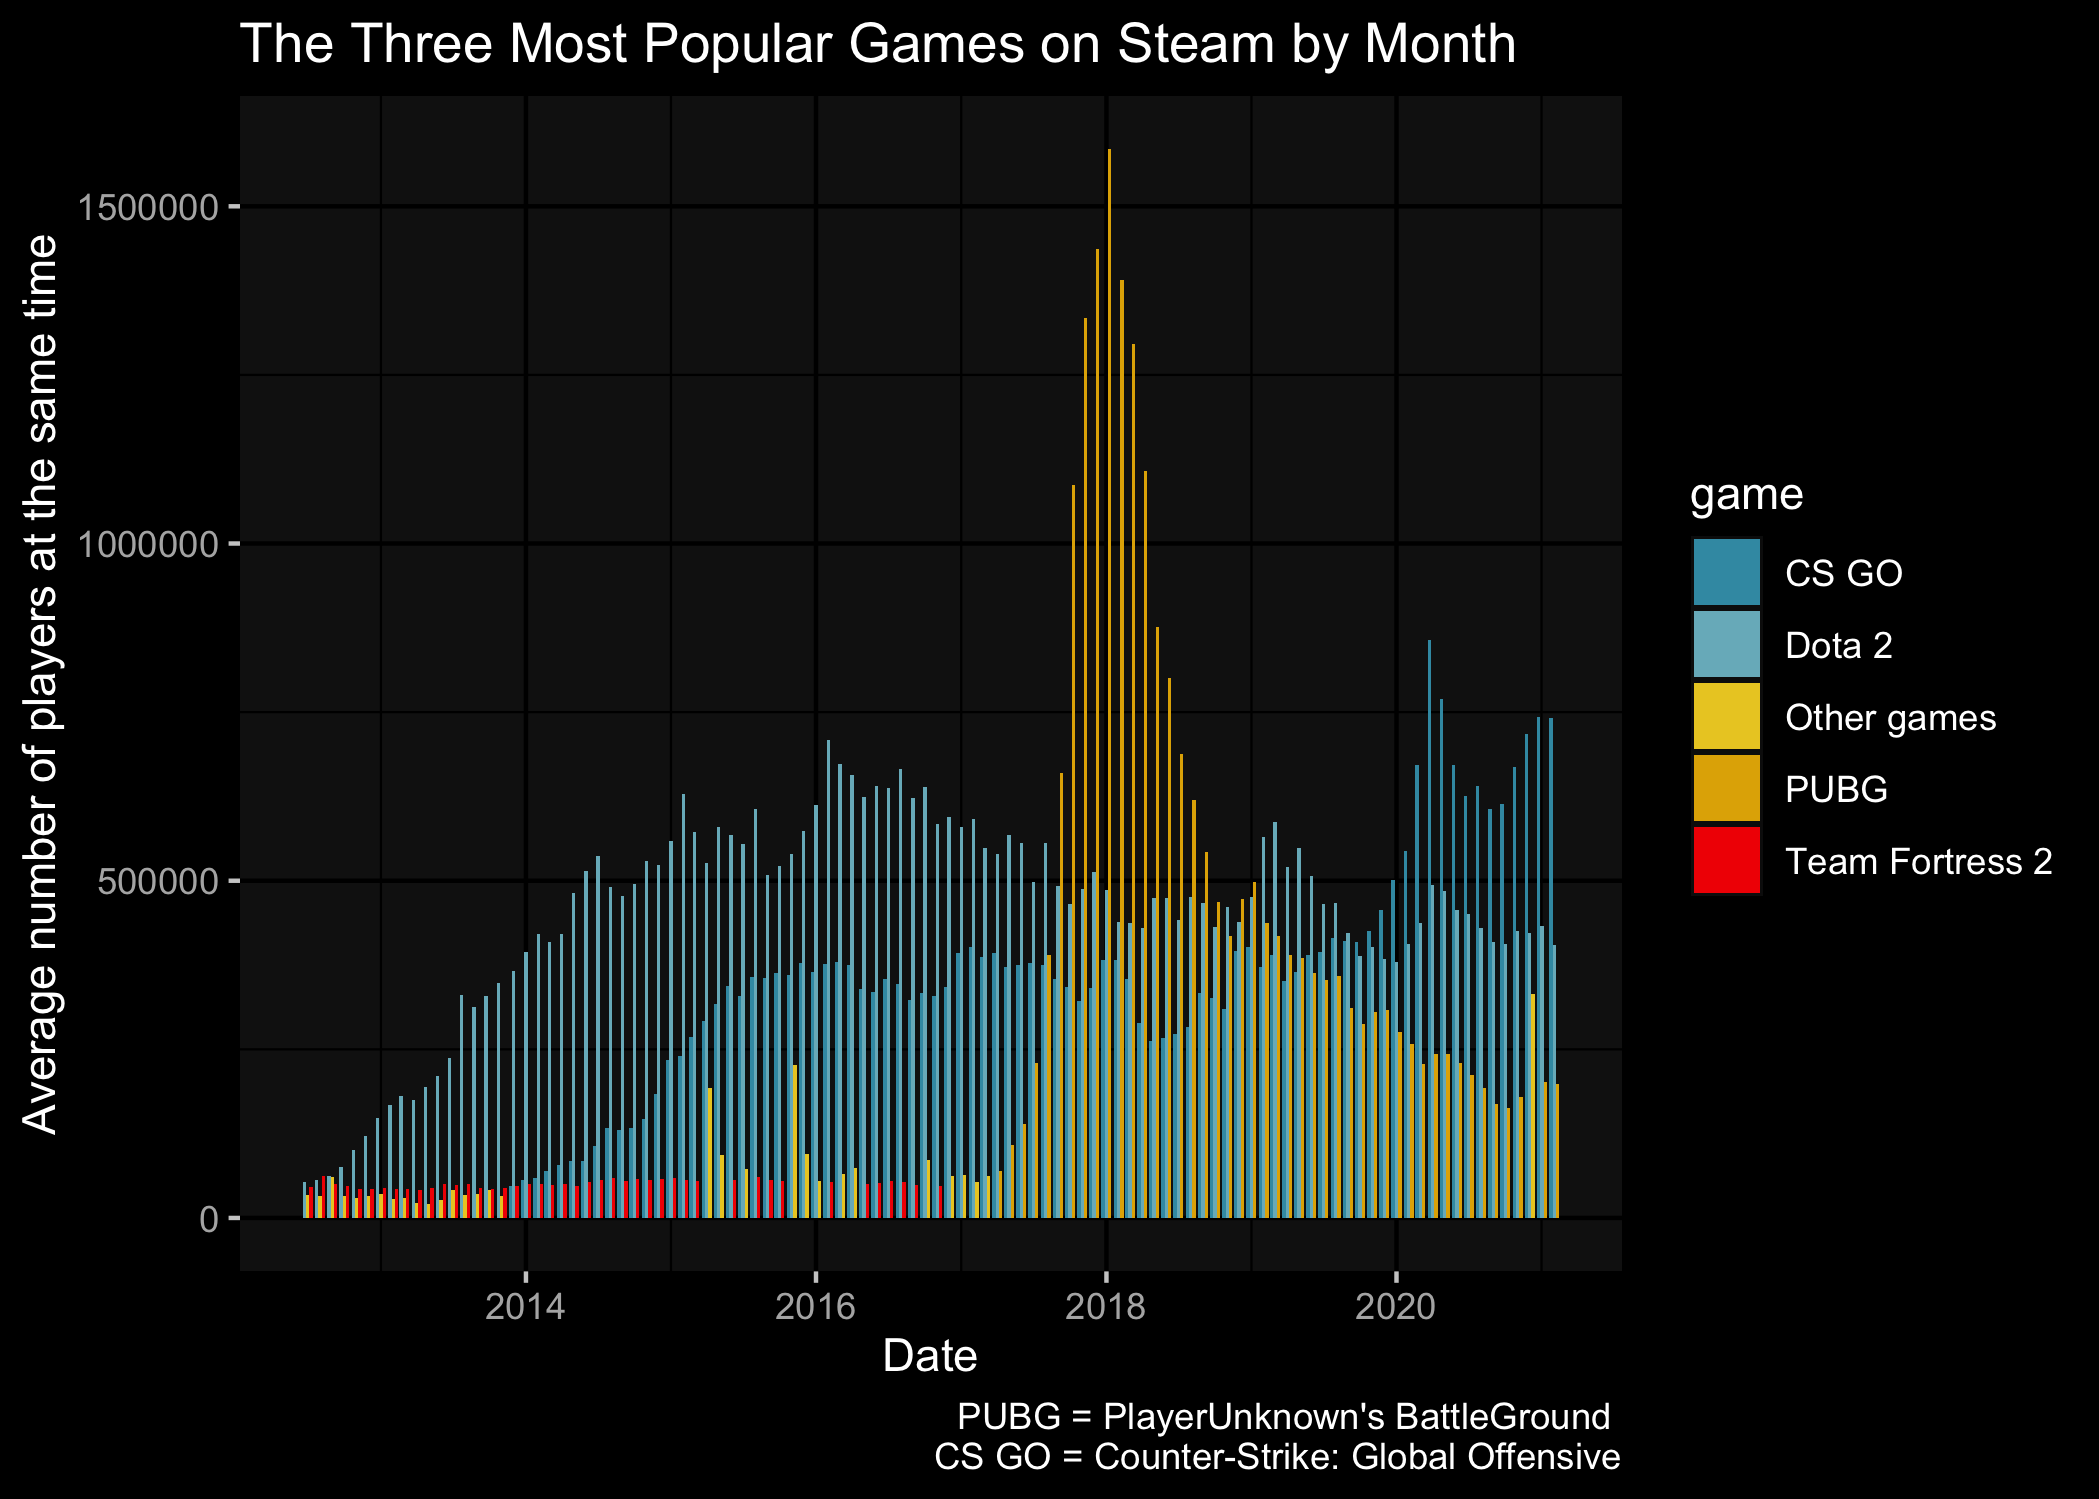 The Three Most Popular Games on Steam by Month
Average number of players at the same time
1500000
1000000
500000
0
2014 2016 2018 2020
Date
game
CS GO
Dota 2
Other games
PUBG
Team Fortress 2
PUBG = PlayerUnknown's BattleGround
CS GO = Counter-Strike: Global Offensive